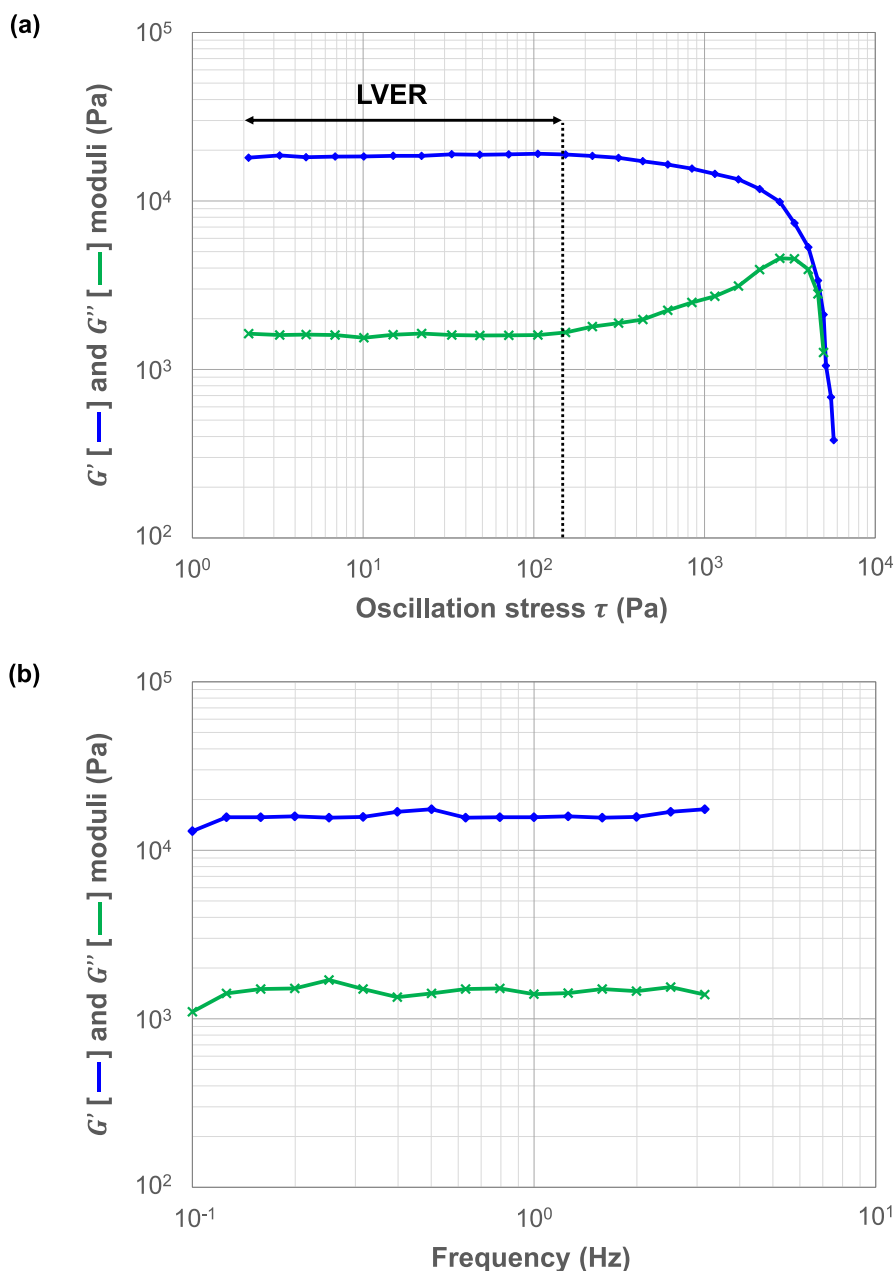 (a)
G' [—] and G" [—] moduli (Pa)
10⁵
10⁴
10³
10²
LVER
10⁰ 10¹ 10² 10³ 10⁴
Oscillation stress τ (Pa)
(b)
G' [—] and G" [—] moduli (Pa)
10⁵
10⁴
10³
10²
10⁻¹ 10⁰ 10¹
Frequency (Hz)